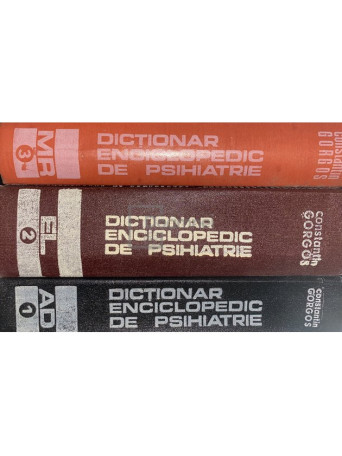 MR
3
DICTIONAR
ENCICLOPEDIC
DE PSIHIATRIE
constantin
GORGOS
EL
2
DICTIONAR
ENCICLOPEDIC
DE PSIHIATRIE
constantin
GORGOS
AD
1
DICTIONAR
ENCICLOPEDIC
DE PSIHIATRIE
constantin
GORGOS